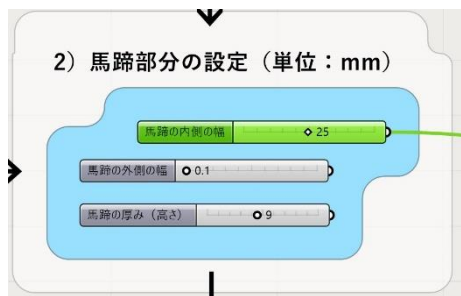 2）馬蹄部分の設定（単位：mm）
馬蹄の内側の幅 25
馬蹄の外側の幅 0.1
馬蹄の厚み（高さ） 9